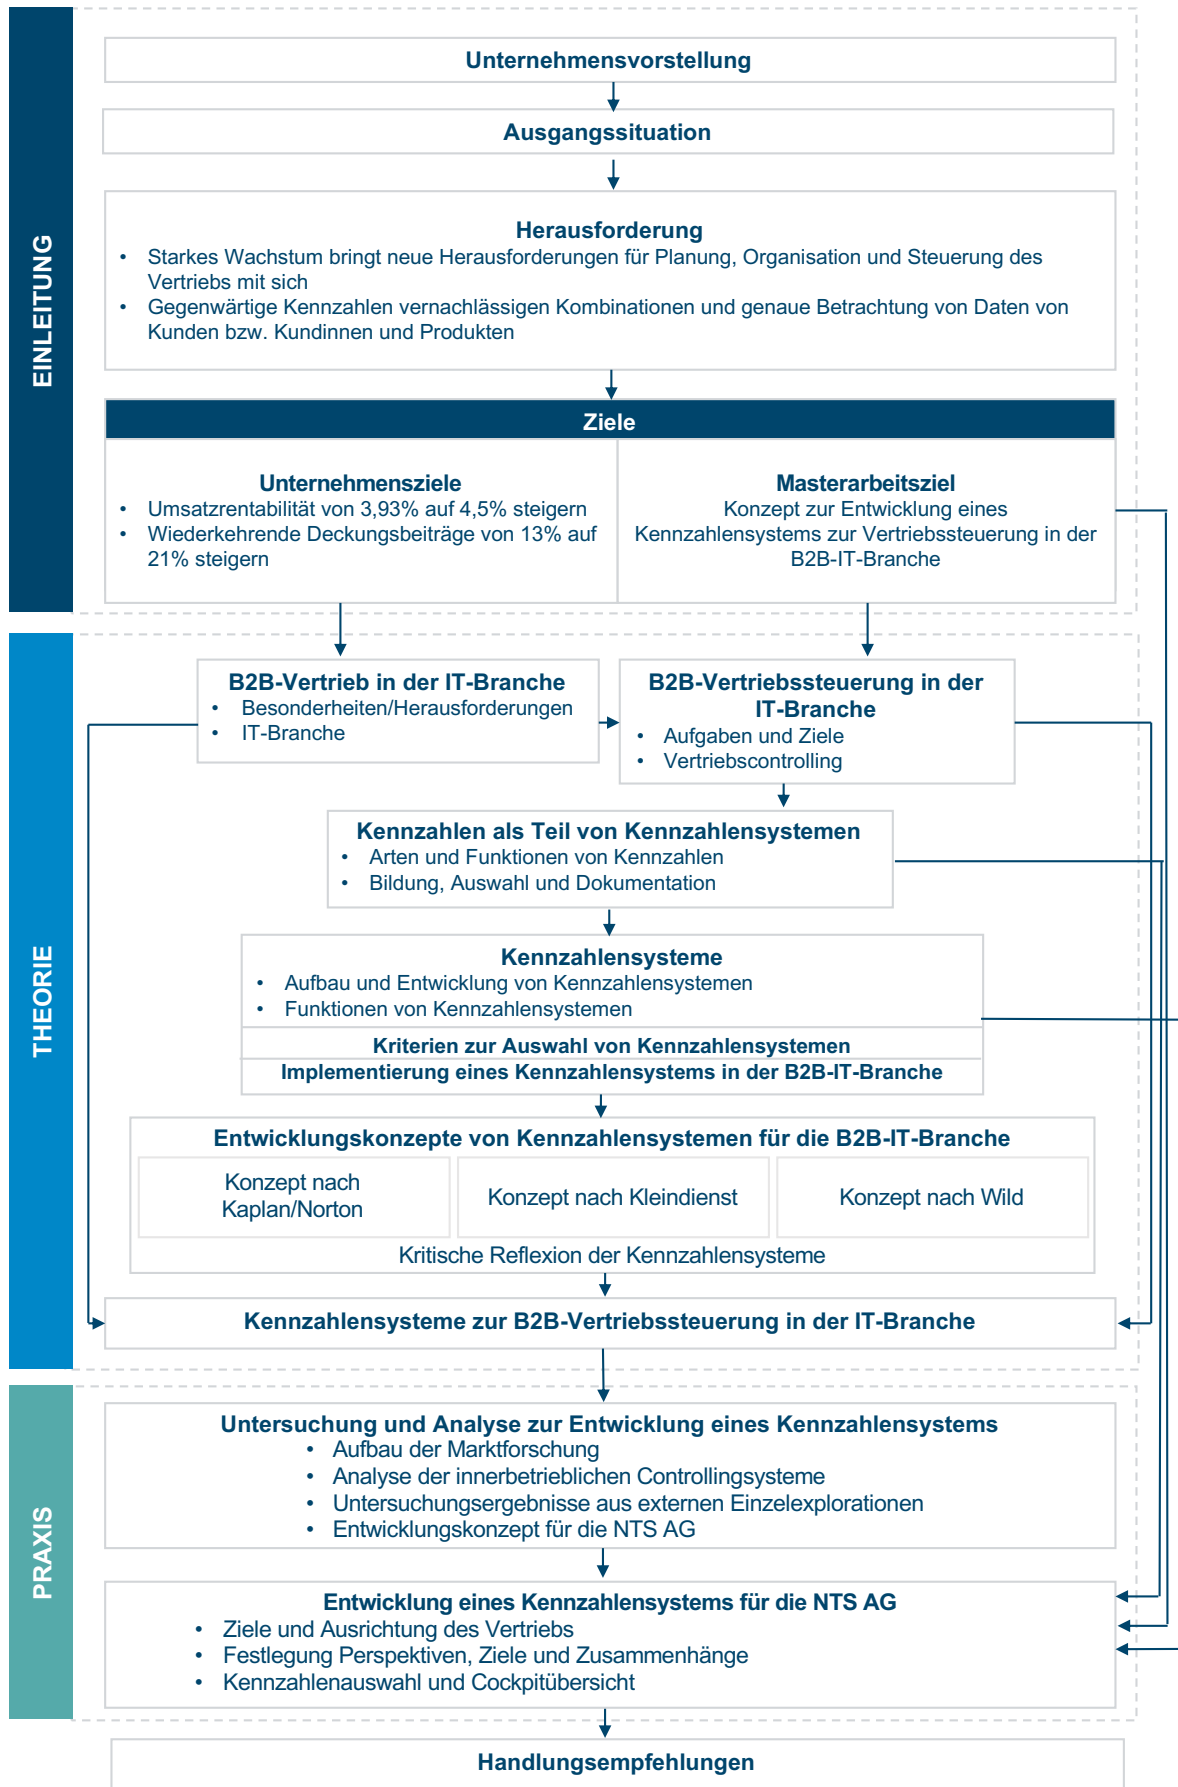 EINLEITUNG
Unternehmensvorstellung
Ausgangssituation
Herausforderung
• Starkes Wachstum bringt neue Herausforderungen für Planung, Organisation und Steuerung des
Vertriebs mit sich
• Gegenwärtige Kennzahlen vernachlässigen Kombinationen und genaue Betrachtung von Daten von
Kunden bzw. Kundinnen und Produkten
Ziele
Unternehmensziele
• Umsatzrentabilität von 3,93% auf 4,5% steigern
• Wiederkehrende Deckungsbeiträge von 13% auf
21% steigern
Masterarbeitsziel
Konzept zur Entwicklung eines
Kennzahlensystems zur Vertriebssteuerung in der
B2B-IT-Branche
THEORIE
B2B-Vertrieb in der IT-Branche
• Besonderheiten/Herausforderungen
• IT-Branche
B2B-Vertriebssteuerung in der
IT-Branche
• Aufgaben und Ziele
• Vertriebscontrolling
Kennzahlen als Teil von Kennzahlensystemen
• Arten und Funktionen von Kennzahlen
• Bildung, Auswahl und Dokumentation
Kennzahlensysteme
• Aufbau und Entwicklung von Kennzahlensystemen
• Funktionen von Kennzahlensystemen
Kriterien zur Auswahl von Kennzahlensystemen
Implementierung eines Kennzahlensystems in der B2B-IT-Branche
Entwicklungskonzepte von Kennzahlensystemen für die B2B-IT-Branche
Konzept nach
Kaplan/Norton
Konzept nach Kleindienst
Konzept nach Wild
Kritische Reflexion der Kennzahlensysteme
Kennzahlensysteme zur B2B-Vertriebssteuerung in der IT-Branche
PRAXIS
Untersuchung und Analyse zur Entwicklung eines Kennzahlensystems
• Aufbau der Marktforschung
• Analyse der innerbetrieblichen Controllingsysteme
• Untersuchungsergebnisse aus externen Einzelexplorationen
• Entwicklungskonzept für die NTS AG
Entwicklung eines Kennzahlensystems für die NTS AG
• Ziele und Ausrichtung des Vertriebs
• Festlegung Perspektiven, Ziele und Zusammenhänge
• Kennzahlenauswahl und Cockpitübersicht
Handlungsempfehlungen